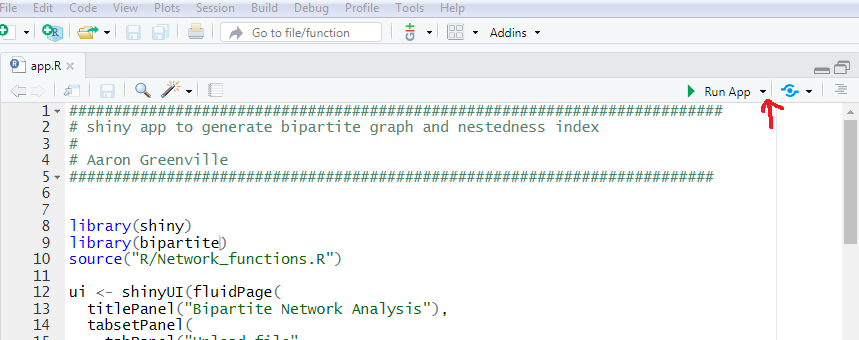 File Code View Plots Session Build Debug Profile Tools Help
Go to file/function Addins
app.R
Run App
1 #########################################################################
2 # shiny app to generate bipartite graph and nestedness index
3 #
4 # Aaron Greenville
5 ########################################################################
6
7
8 library(shiny)
9 library(bipartite)
10 source("R/Network_functions.R")
11
12 ui <- shinyUI(fluidPage(
13 titlePanel("Bipartite Network Analysis"),
14 tabsetPanel(